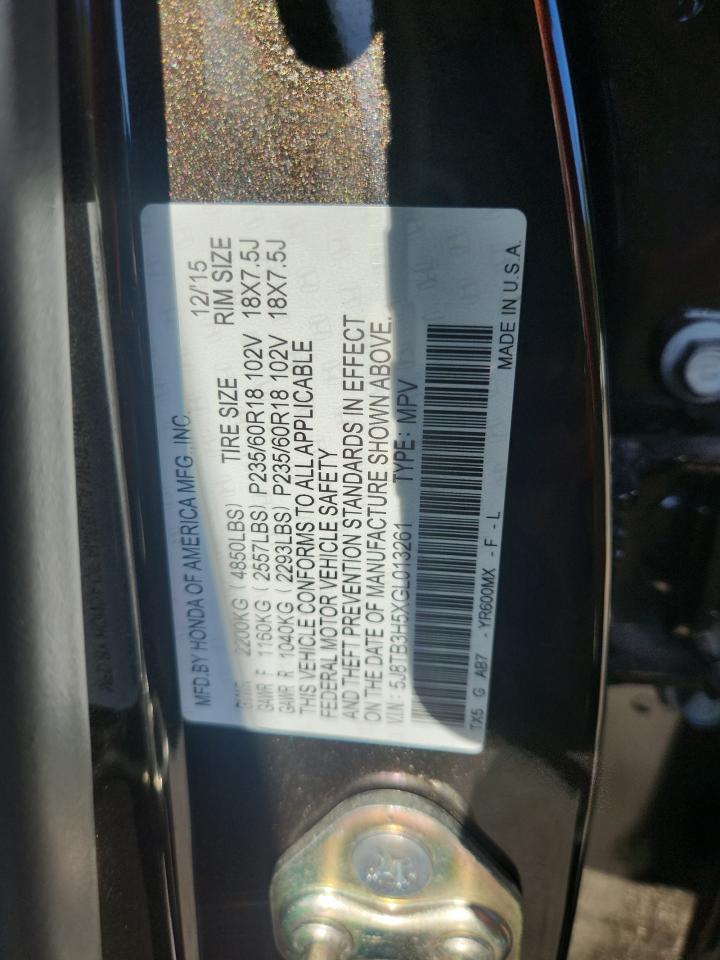 MFD.BY HONDA OF AMERICA MFG., INC. 12/'15
GVWR 2200KG (4850LBS) TIRE SIZE RIM SIZE
GAWR F 1160KG (2557LBS) P235/60R18 102V 18X7.5J
GAWR R 1040KG (2293LBS) P235/60R18 102V 18X7.5J
THIS VEHICLE CONFORMS TO ALL APPLICABLE
FEDERAL MOTOR VEHICLE SAFETY
AND THEFT PREVENTION STANDARDS IN EFFECT
ON THE DATE OF MANUFACTURE SHOWN ABOVE.
V.I.N.: 5J8TB3H5XGL013261 TYPE: MPV
TX5 G AB7 - YR600MX - F - L MADE IN U.S.A.